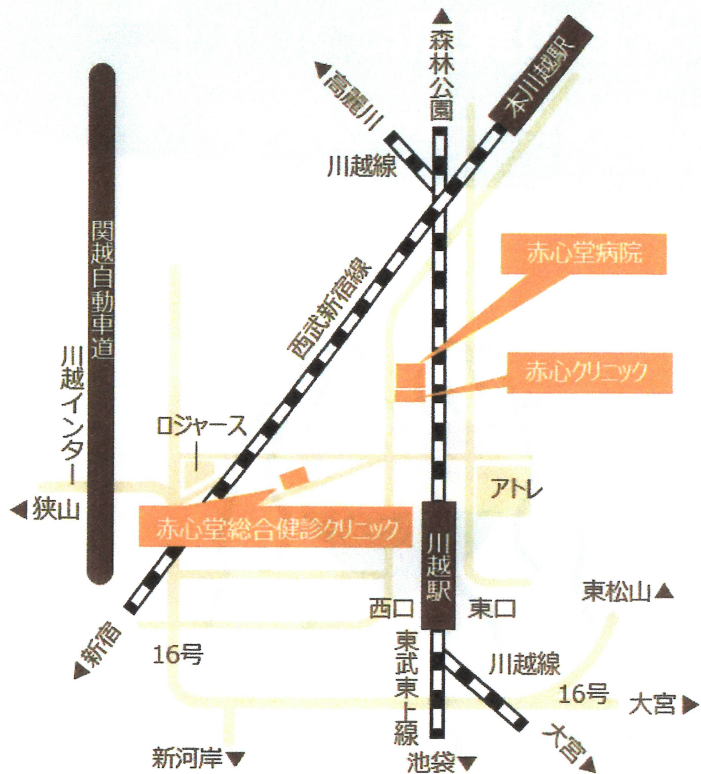 ▲森林公園
本川越駅
▲高麗川
川越線
関越自動車道
西武新宿線
赤心堂病院
川越インター
赤心クリニック
ロジャース
アトレ
◀狭山
赤心堂総合健診クリニック
川越駅
西口
東口
東松山▲
◀新宿
16号
東武東上線
川越線
16号
大宮▶
新河岸▼
池袋▼
大宮▶